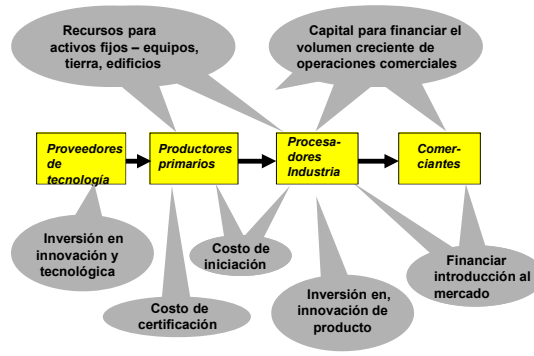 Recursos para
activos fijos – equipos,
tierra, edificios
Capital para financiar el
volumen creciente de
operaciones comerciales
Proveedores
de
tecnología
Productores
primarios
Procesa-
dores
Industria
Comer-
ciantes
Inversión en
innovación y
tecnológica
Costo de
certificación
Costo de
iniciación
Inversión en,
innovación de
producto
Financiar
introducción al
mercado